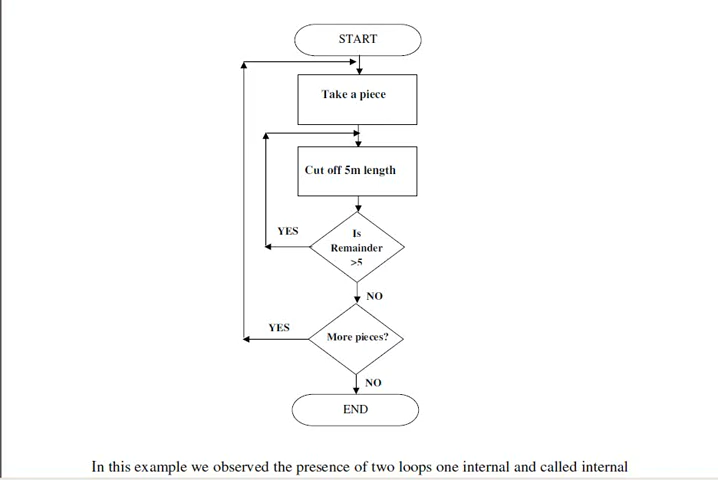 START
Take a piece
Cut off 5m length
YES
Is
Remainder
>5
NO
YES
More pieces?
NO
END
In this example we observed the presence of two loops one internal and called internal